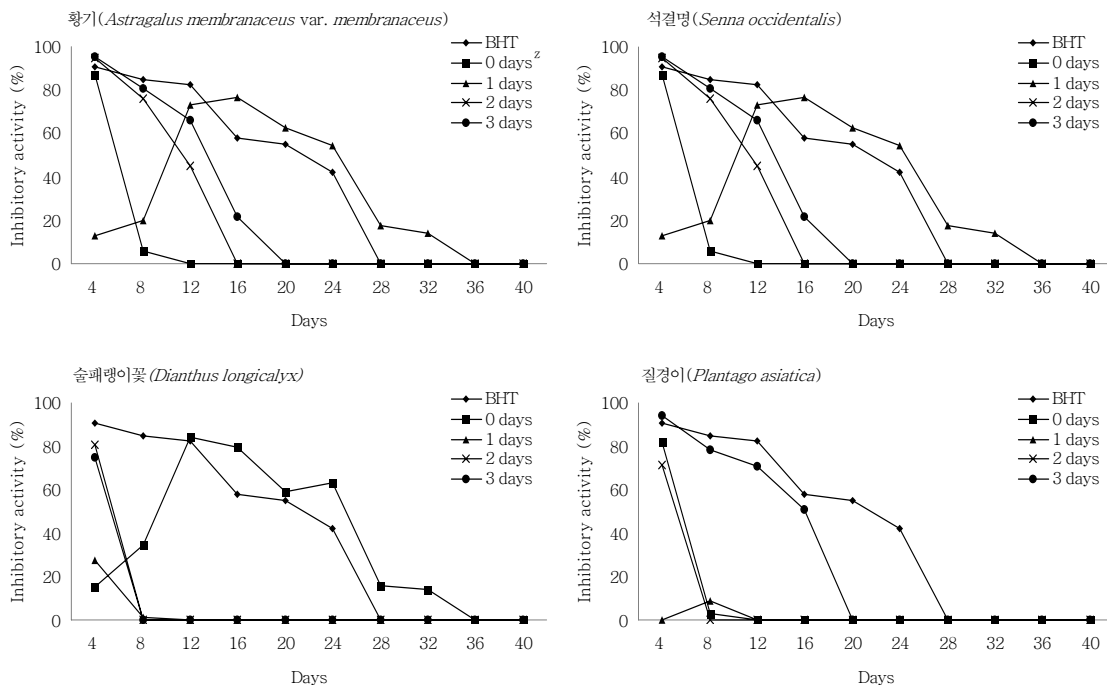 황기(Astragalus membranaceus var. membranaceus)
Inhibitory activity (%)
100
80
60
40
20
0
4 8 12 16 20 24 28 32 36 40
Days
BHT
0 days z
1 days
2 days
3 days
석결명(Senna occidentalis)
Inhibitory activity (%)
100
80
60
40
20
0
4 8 12 16 20 24 28 32 36 40
Days
BHT
0 days
1 days
2 days
3 days
술패랭이꽃(Dianthus longicalyx)
Inhibitory activity (%)
100
80
60
40
20
0
4 8 12 16 20 24 28 32 36 40
Days
BHT
0 days
1 days
2 days
3 days
질경이(Plantago asiatica)
Inhibitory activity (%)
100
80
60
40
20
0
4 8 12 16 20 24 28 32 36 40
Days
BHT
0 days
1 days
2 days
3 days